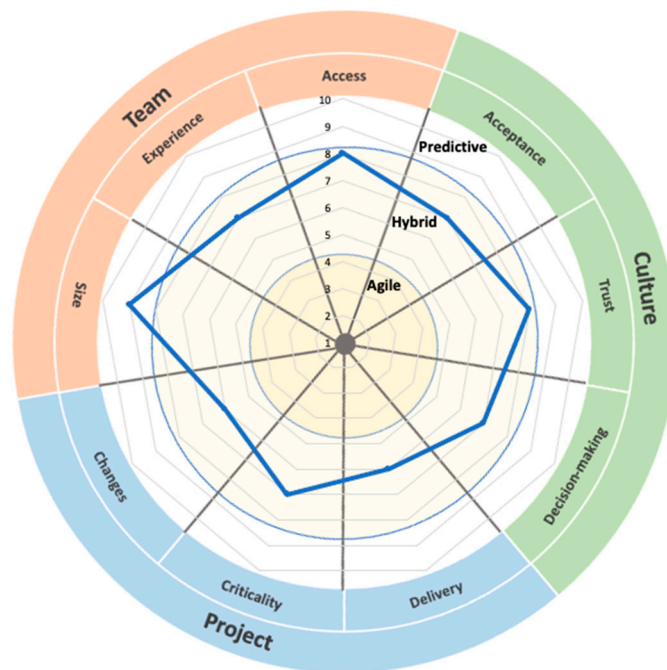 Team
Culture
Project
Access
Acceptance
Trust
Decision-making
Delivery
Criticality
Changes
Size
Experience
10
9
8
7
6
5
4
3
2
1
Predictive
Hybrid
Agile